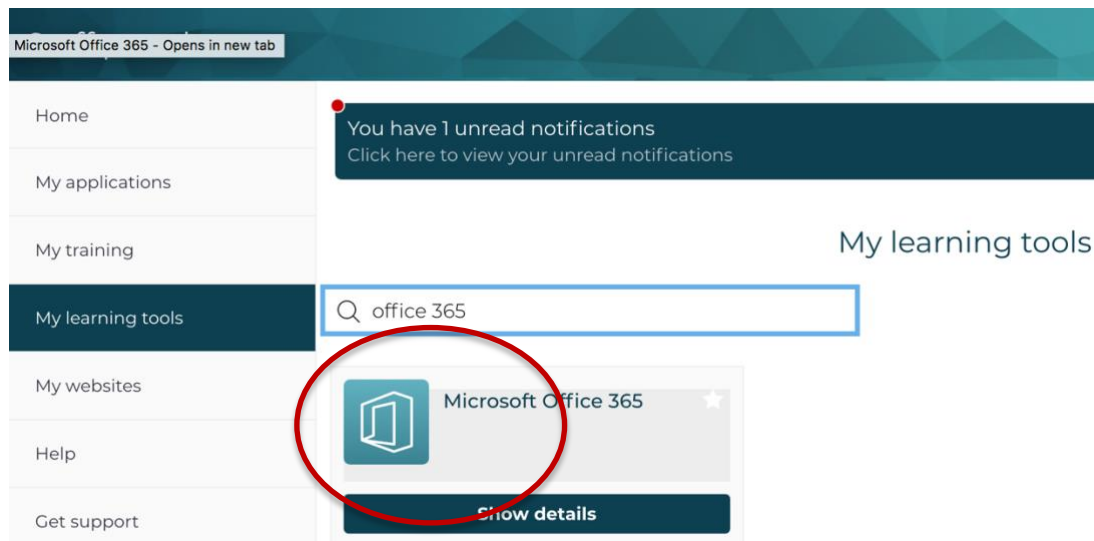 Microsoft Office 365 - Opens in new tab
Home
My applications
My training
My learning tools
My websites
Help
Get support
You have 1 unread notifications
Click here to view your unread notifications
My learning tools
office 365
Microsoft Office 365
Show details